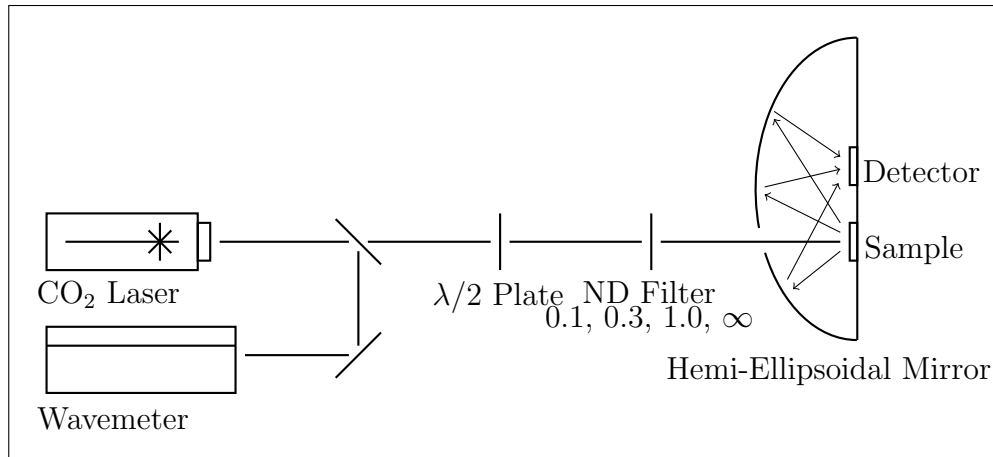 Detector
Sample
CO₂ Laser
λ/2 Plate
ND Filter
0.1, 0.3, 1.0, ∞
Hemi-Ellipsoidal Mirror
Wavemeter